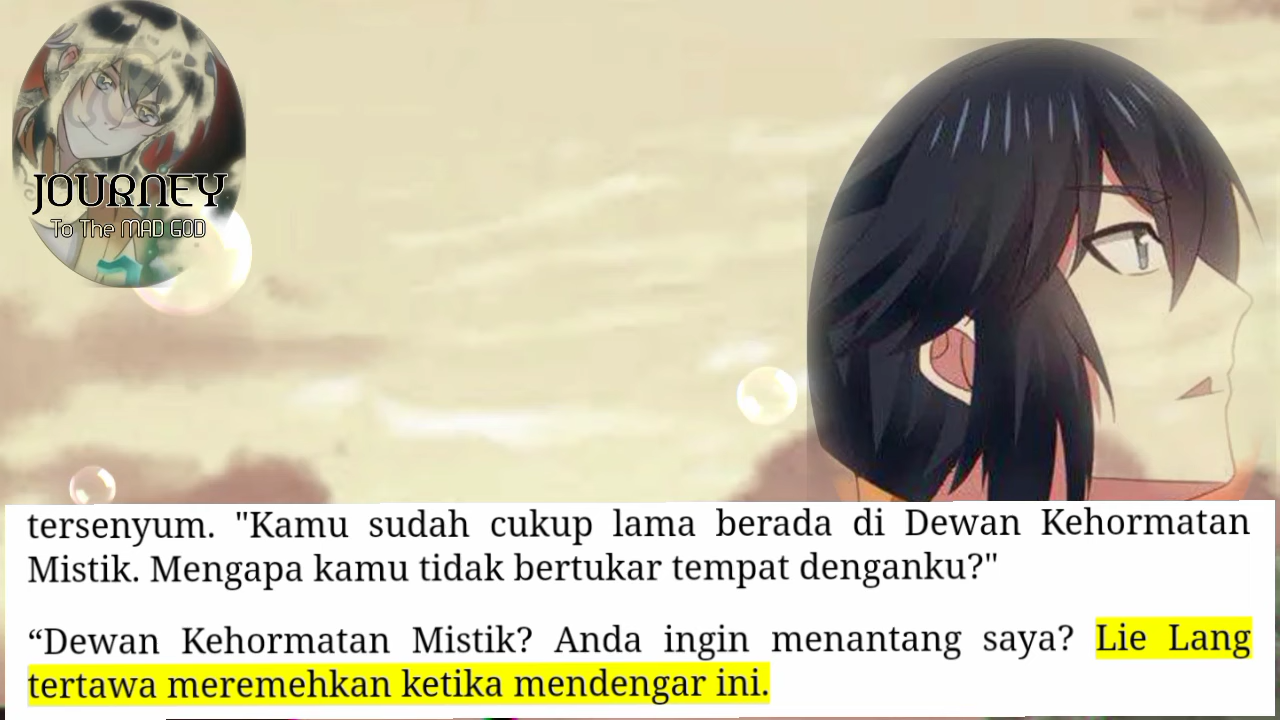 JOURNEY
To The MAD GOD
tersenyum. "Kamu sudah cukup lama berada di Dewan Kehormatan
Mistik. Mengapa kamu tidak bertukar tempat denganku?"
“Dewan Kehormatan Mistik? Anda ingin menantang saya? Lie Lang
tertawa meremehkan ketika mendengar ini.